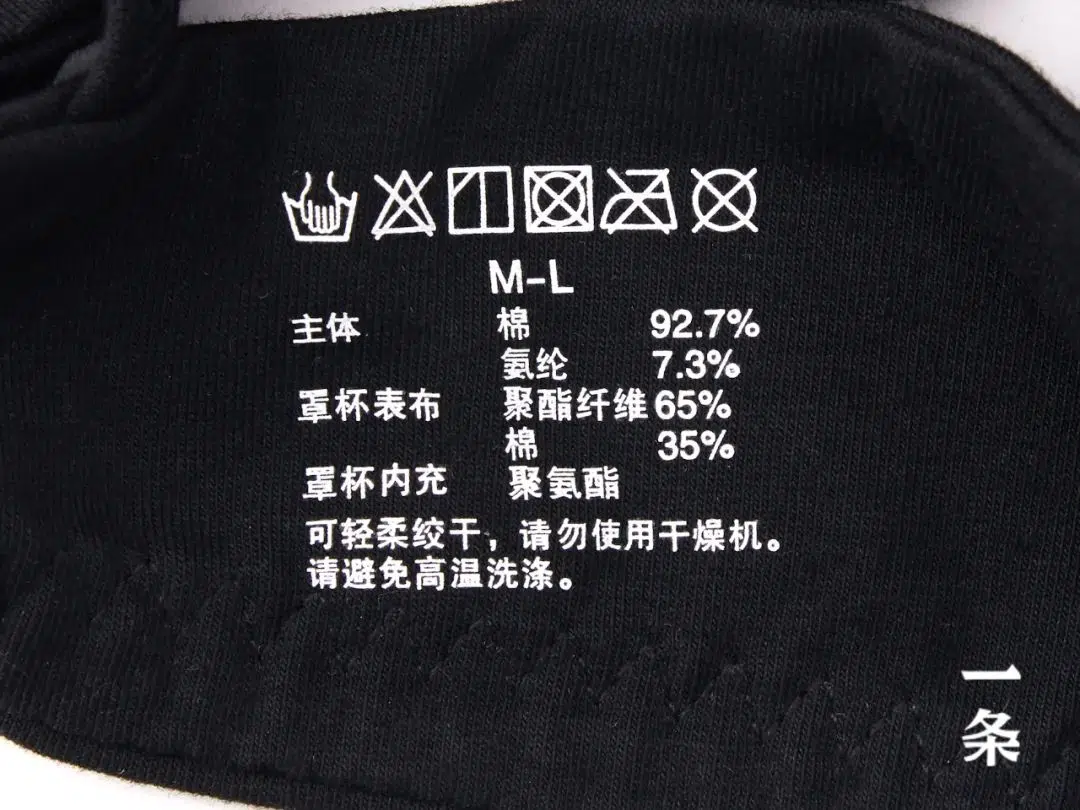 M-L
主体 棉 92.7%
氨纶 7.3%
罩杯表布 聚酯纤维 65%
棉 35%
罩杯内充 聚氨酯
可轻柔绞干，请勿使用干燥机。
请避免高温洗涤。
一条